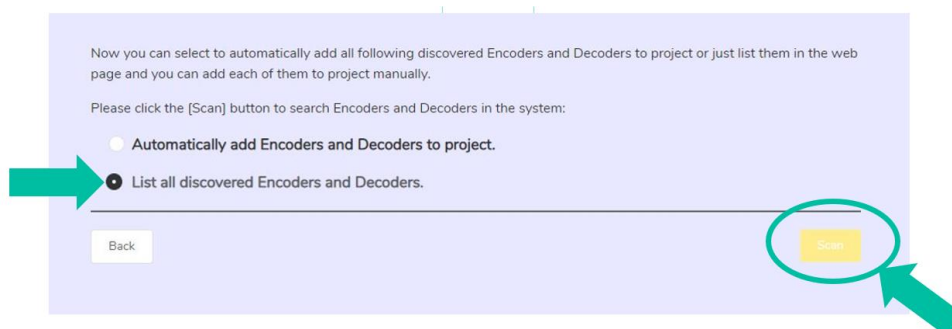 Now you can select to automatically add all following discovered Encoders and Decoders to project or just list them in the web
page and you can add each of them to project manually.
Please click the [Scan] button to search Encoders and Decoders in the system:
Automatically add Encoders and Decoders to project.
List all discovered Encoders and Decoders.
Back
Scan